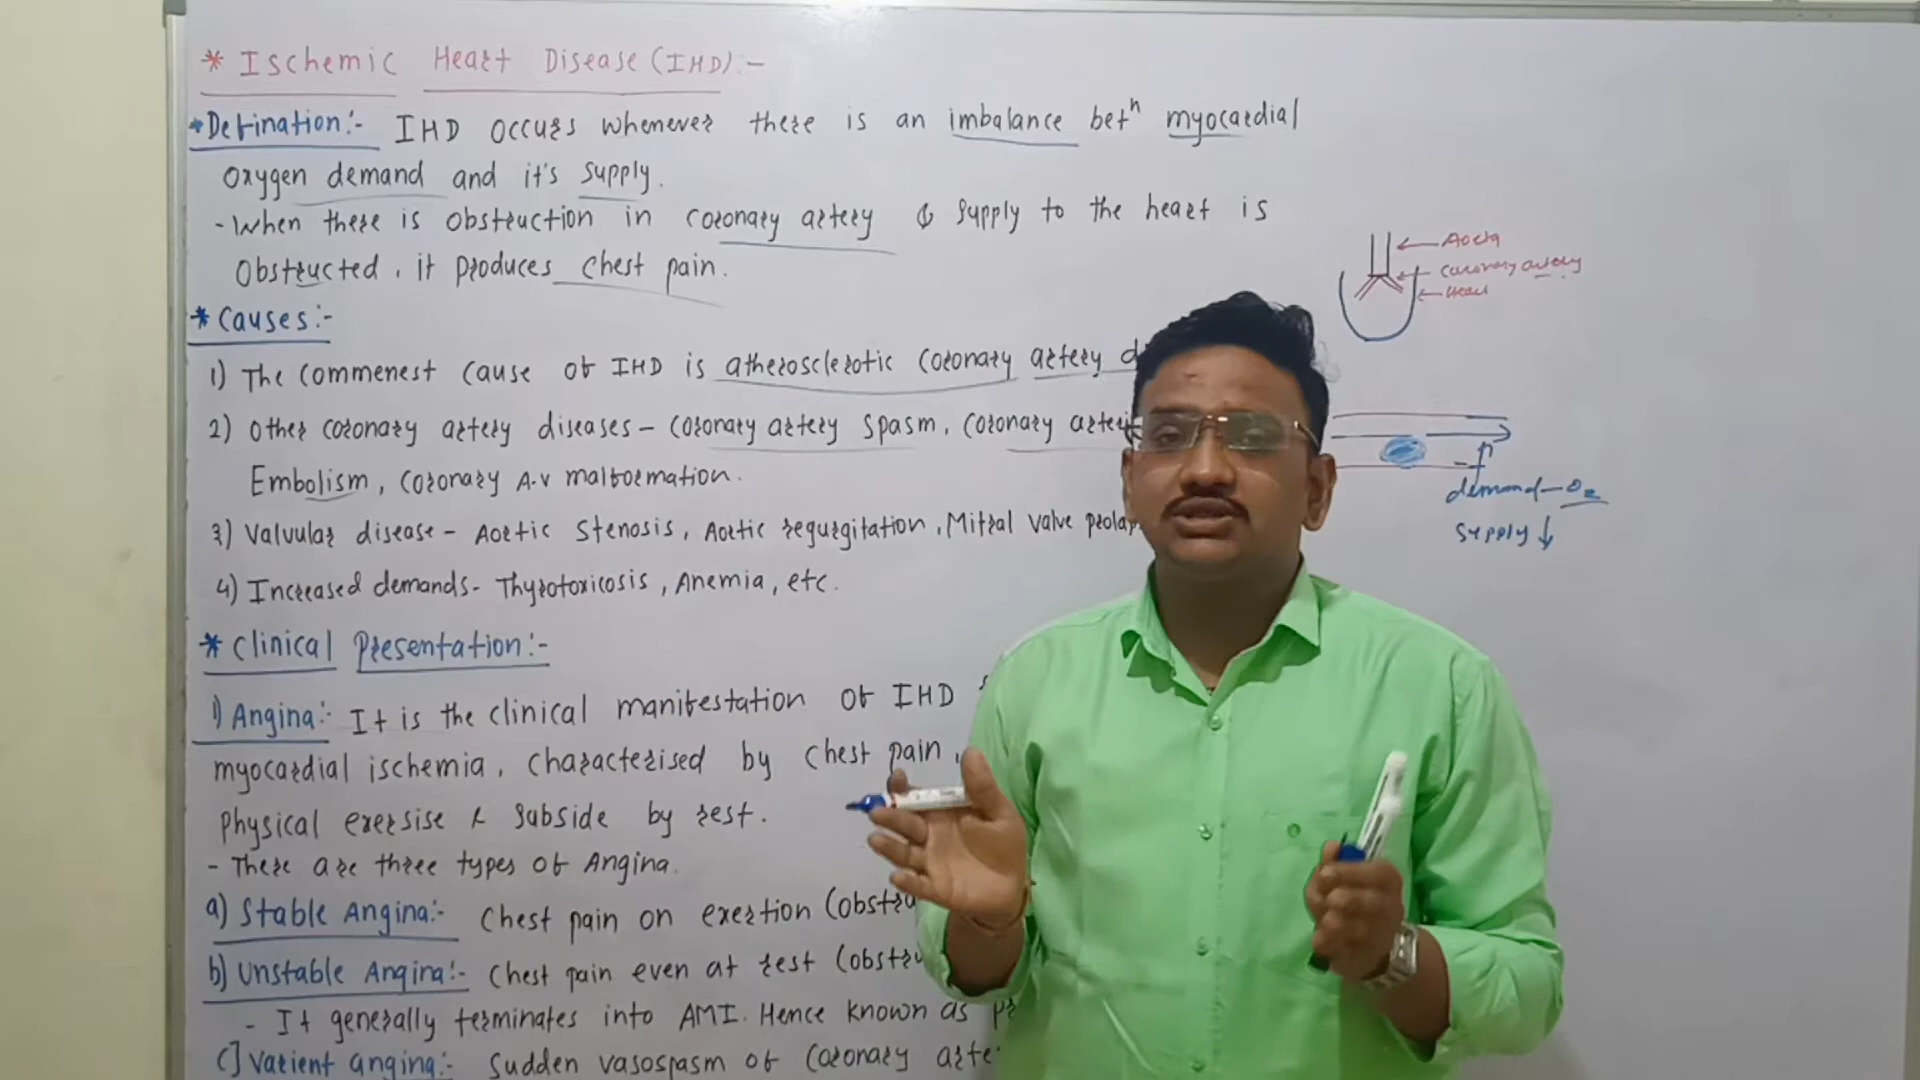 * Ischemic Heart Disease (IHD) :-
* Defination:- IHD occurs whenever there is an imbalance betn myocardial
oxygen demand and it's supply.
- When there is obstruction in coronary artery & supply to the heart is
obstructed, it produces chest pain.
* Causes:-
1) The commenest cause of IHD is atherosclerotic coronary artery d
2) Other coronary artery diseases - coronary artery spasm, coronary arteri
Embolism, coronary A.V malformation.
3) Valvular disease - Aortic stenosis, Aortic regurgitation, Mitral valve prolap
4) Increased demands - Thyrotoxicosis, Anemia, etc.
* Clinical Presentation:-
1) Angina:- It is the clinical manifestation of IHD
myocardial ischemia, characterised by chest pain,
physical exersise & subside by rest.
- There are three types of Angina.
a) Stable Angina:- Chest pain on exertion (obstru
b) Unstable Angina:- Chest pain even at rest (obstru
- It generally terminates into AMI. Hence known as pr
c] Varient angina:- Sudden vasospasm of coronary arte
Aorta
coronary artery
Heart
demand - O2
supply ↓